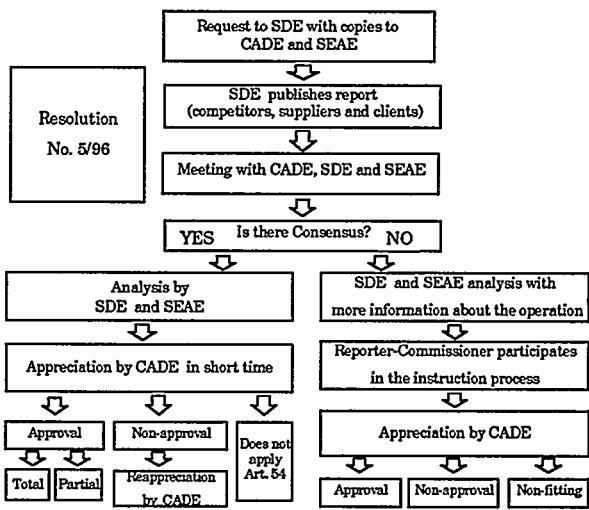 Request to SDE with copies to
CADE and SEAE
SDE publishes report
(competitors, suppliers and clients)
Resolution
No. 5/96
Meeting with CADE, SDE and SEAE
YES Is there Consensus? NO
Analysis by
SDE and SEAE
SDE and SEAE analysis with
more information about the operation
Appreciation by CADE in short time
Reporter-Commissioner participates
in the instruction process
Approval
Non-approval
Does not
apply
Art. 54
Appreciation by CADE
Total
Partial
Reappreciation
by CADE
Approval
Non-approval
Non-fitting